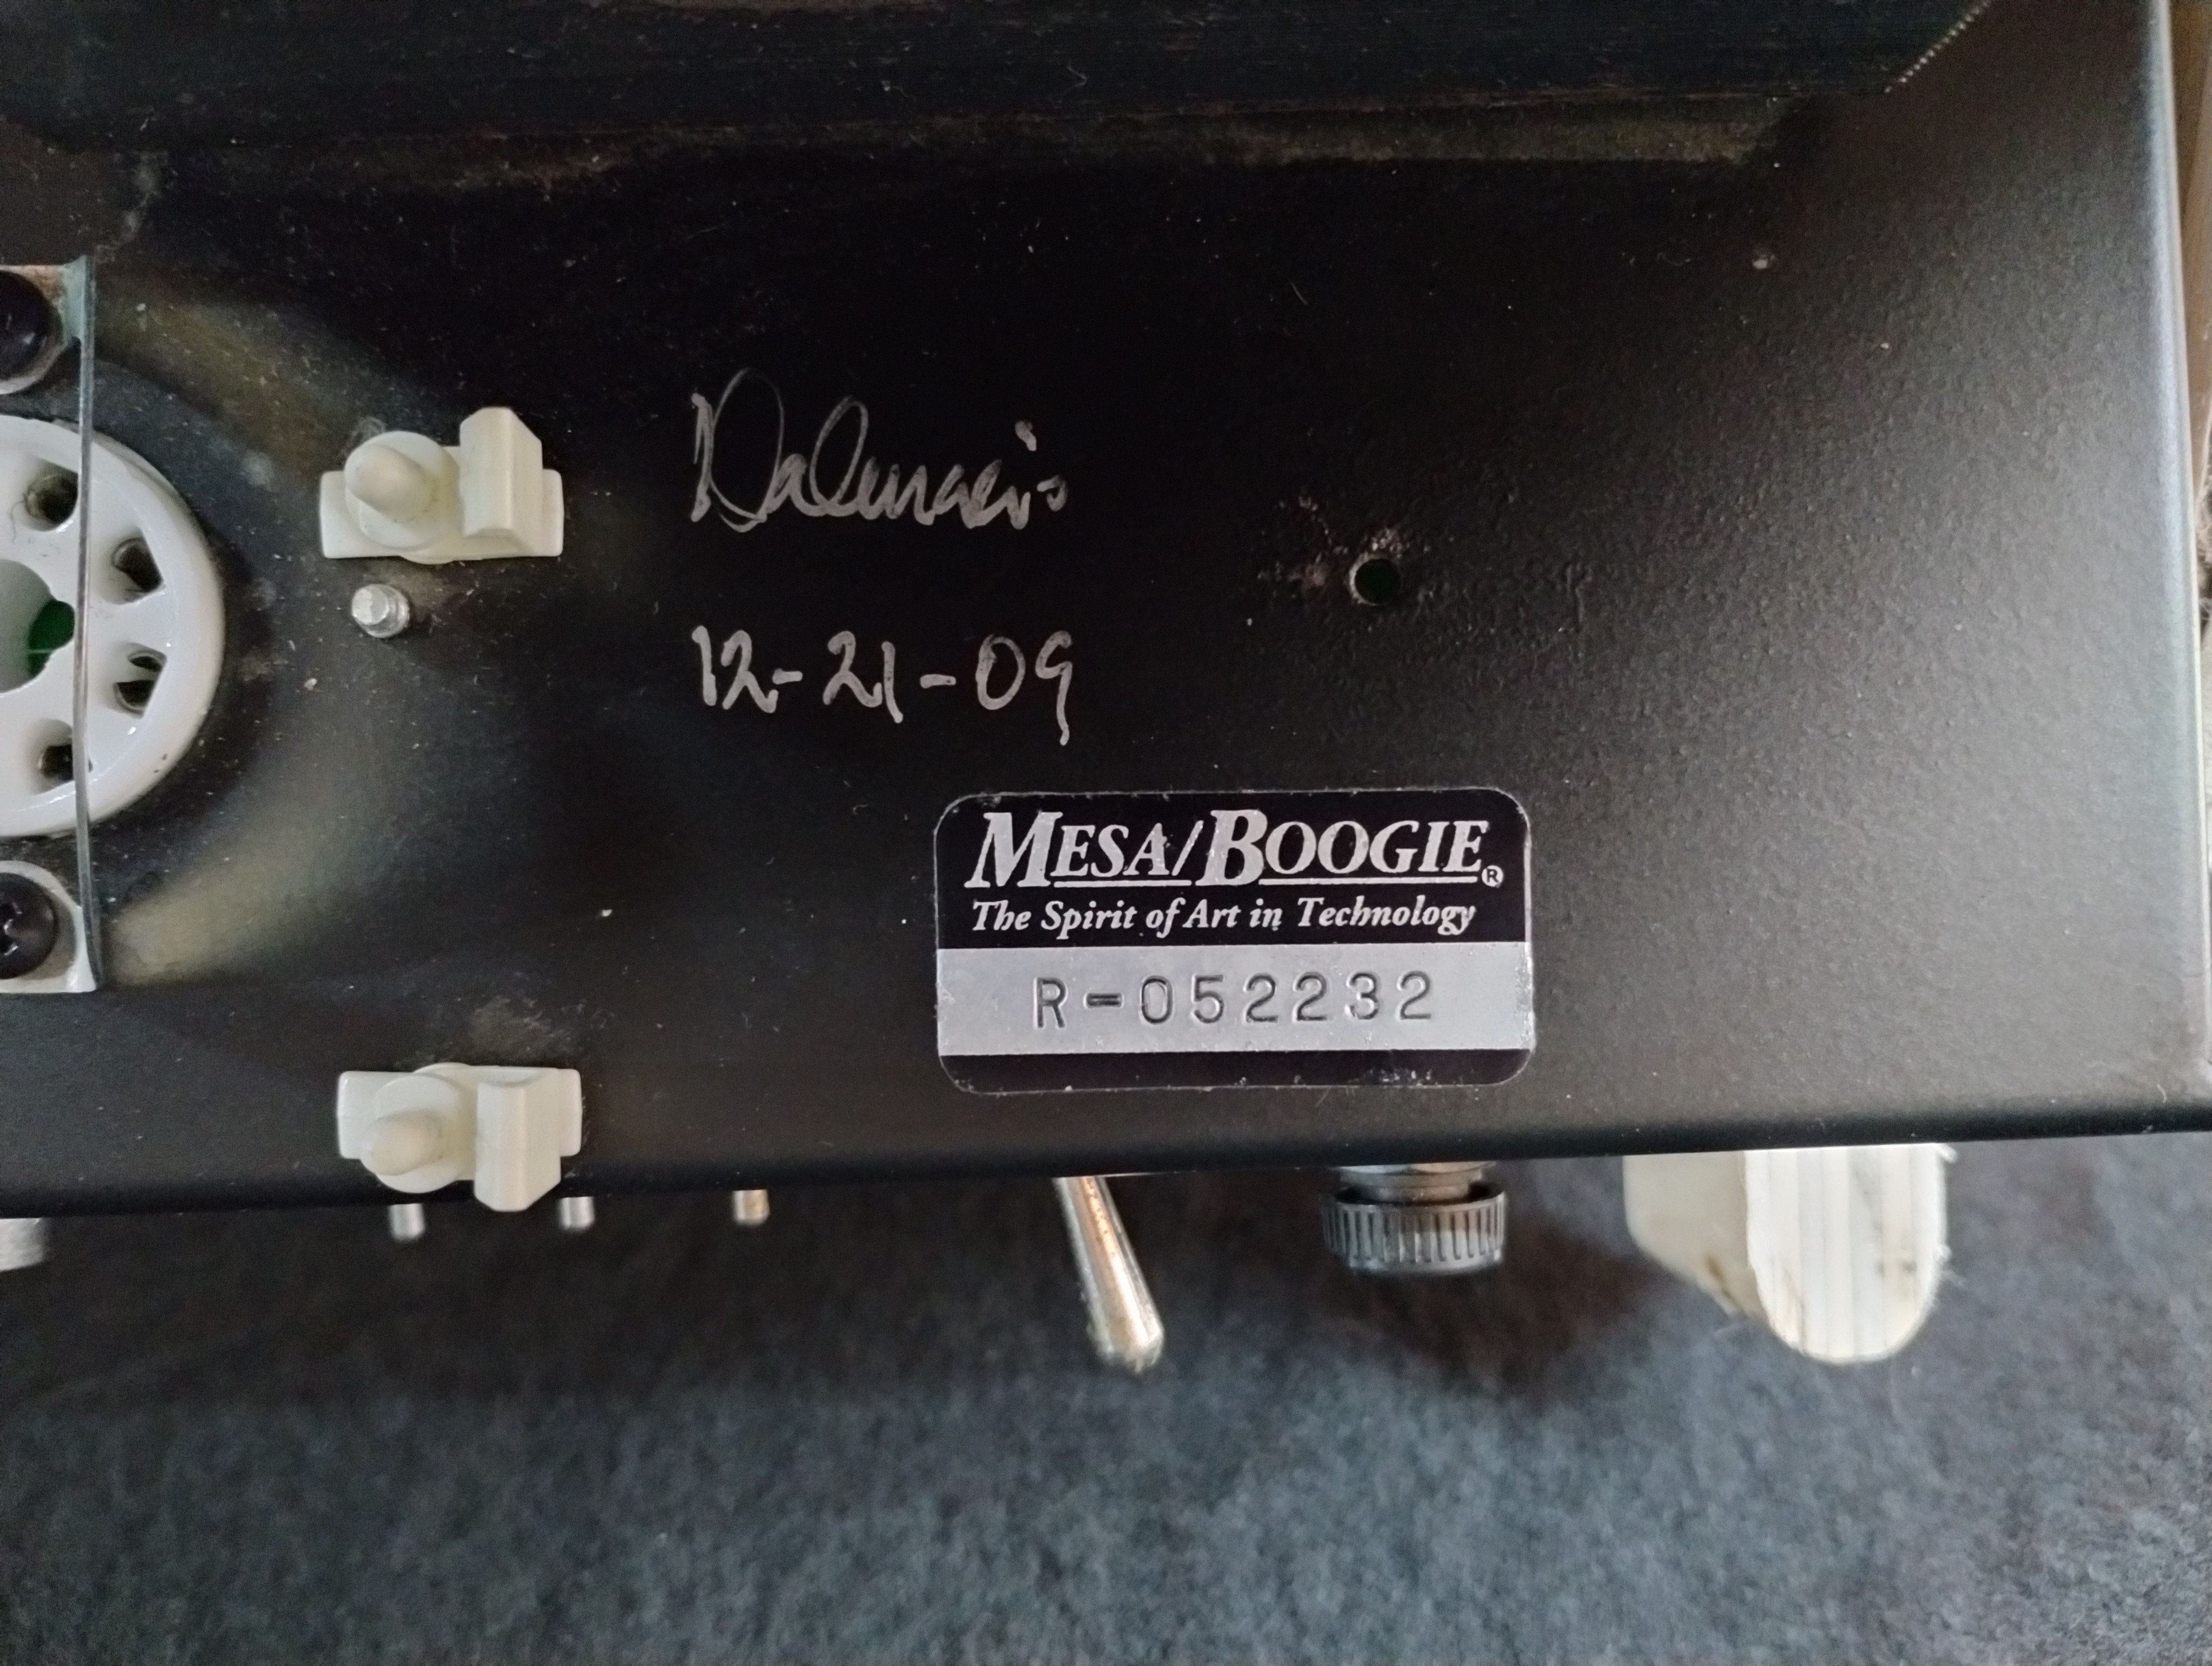 12-21-09
MESA/BOOGIE®
The Spirit of Art in Technology
R-052232